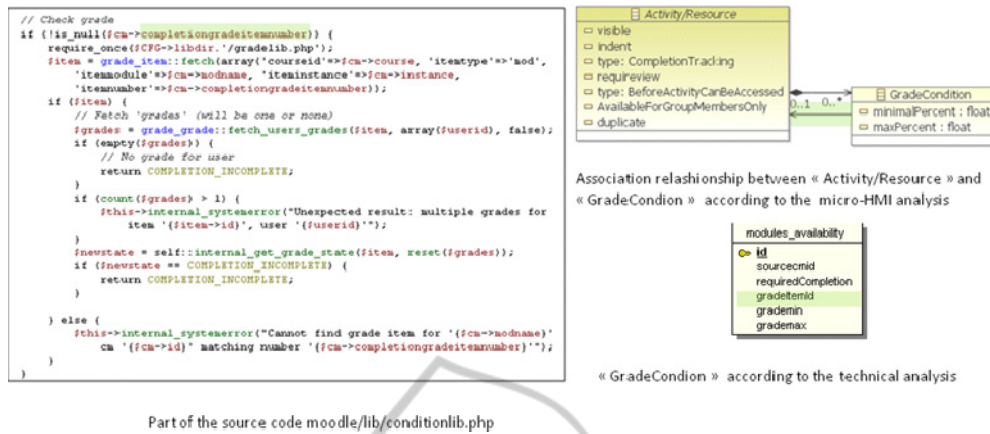 // Check grade
if (!is_null($cm->completiongradeitemnumber)) {
require_once($CFG->libdir.'/gradelib.php');
$item = grade_item::fetch(array('courseid'=>$cm->course, 'itemtype'=>'mod',
'itemmodule'=>$cm->modname, 'iteminstance'=>$cm->instance,
'itemnumber'=>$cm->completiongradeitemnumber));
if ($item) {
// Fetch 'grades' (will be one or none)
$grades = grade_grade::fetch_users_grades($item, array($userid), false);
if (empty($grades)) {
// No grade for user
return COMPLETION_INCOMPLETE;
}
if (count($grades) > 1) {
$this->internal_systemerror("Unexpected result: multiple grades for
item '{$item->id}', user '{$userid}'");
}
$newstate = self::internal_get_grade_state($item, reset($grades));
if ($newstate == COMPLETION_INCOMPLETE) {
return COMPLETION_INCOMPLETE;
}
} else {
$this->internal_systemerror("Cannot find grade item for '{$cm->modname}'
cm '{$cm->id}' matching number '{$cm->completiongradeitemnumber}'");
}
}
Part of the source code moodle/lib/conditionlib.php
Activity/Resource
visible
indent
type: CompletionTracking
requireview
type: BeforeActivityCanBeAccessed
AvailableForGroupMembersOnly
duplicate
0..1 0..*
GradeCondition
minimalPercent : float
maxPercent : float
Association relashionship between « Activity/Resource » and
« GradeCondion » according to the micro-HMI analysis
modules_availability
id
sourcecmid
requiredCompletion
gradeItemId
grademin
grademax
« GradeCondion » according to the technical analysis